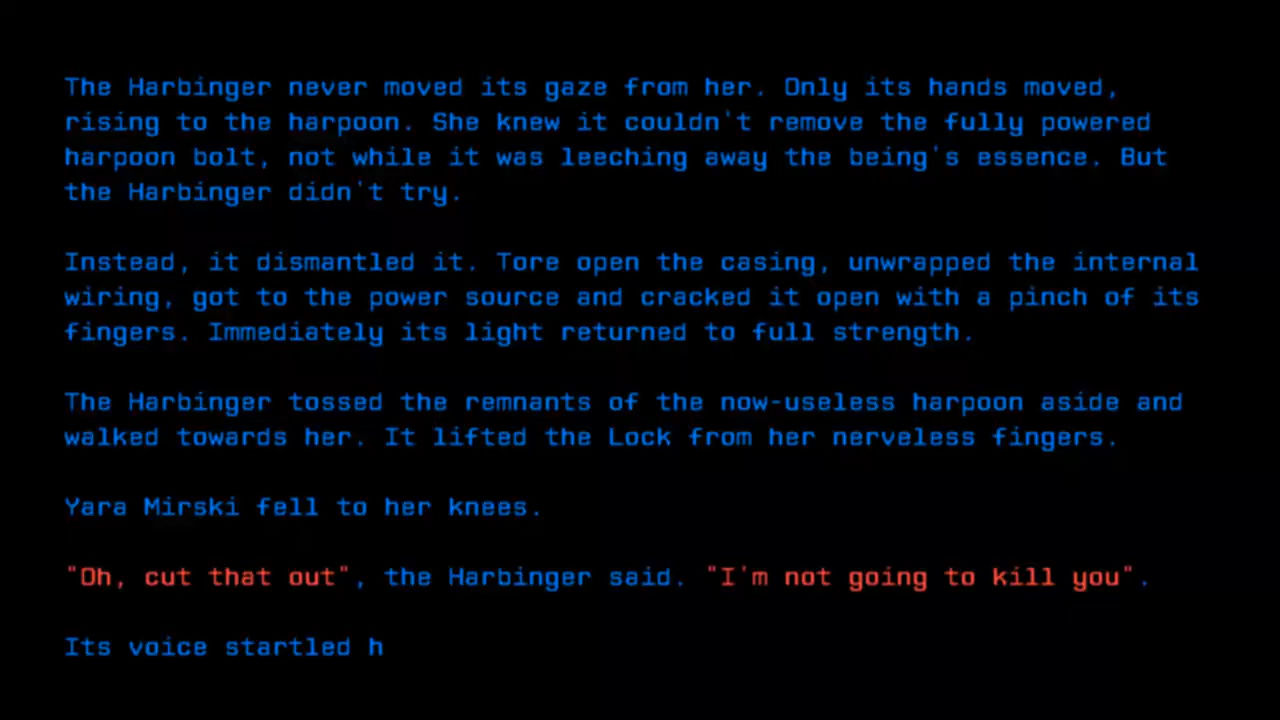 The Harbinger never moved its gaze from her. Only its hands moved,
rising to the harpoon. She knew it couldn't remove the fully powered
harpoon bolt, not while it was leeching away the being's essence. But
the Harbinger didn't try.
Instead, it dismantled it. Tore open the casing, unwrapped the internal
wiring, got to the power source and cracked it open with a pinch of its
fingers. Immediately its light returned to full strength.
The Harbinger tossed the remnants of the now-useless harpoon aside and
walked towards her. It lifted the Lock from her nerveless fingers.
Yara Mirski fell to her knees.
"Oh, cut that out", the Harbinger said. "I'm not going to kill you".
Its voice startled h